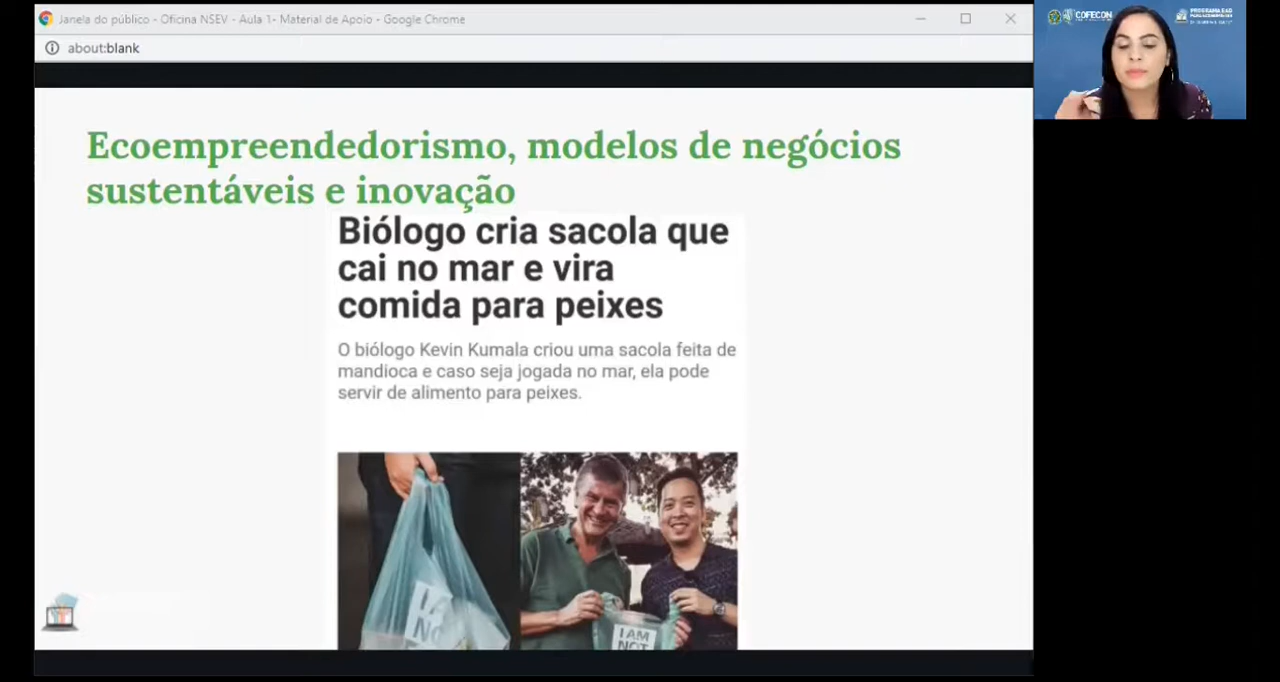 Janela do público - Oficina NSEV - Aula 1- Material de Apoio - Google Chrome
about:blank
COFECON
Ecoempreendedorismo, modelos de negócios
sustentáveis e inovação
Biólogo cria sacola que
cai no mar e vira
comida para peixes
O biólogo Kevin Kumala criou uma sacola feita de
mandioca e caso seja jogada no mar, ela pode
servir de alimento para peixes.
I AM
NOT